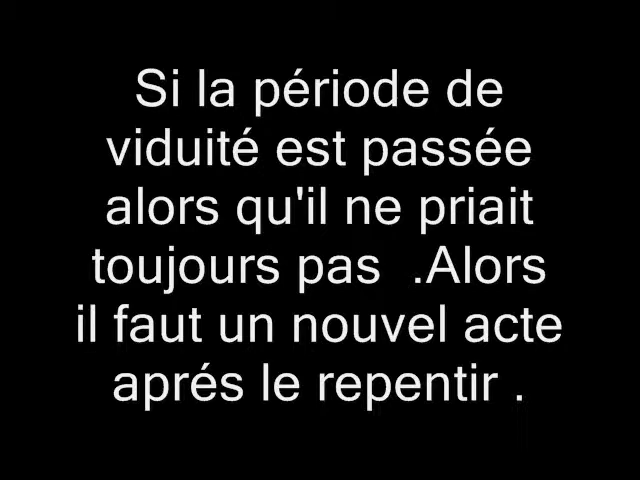 Si la période de
viduité est passée
alors qu'il ne priait
toujours pas  .Alors
il faut un nouvel acte
aprés le repentir .